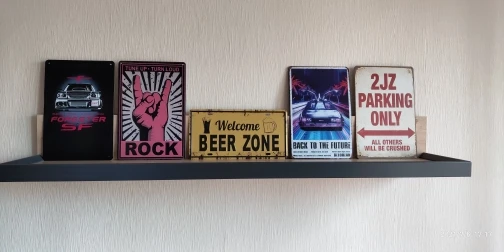 FORESTER
SF
TUNE UP · TURN LOUD
ROCK
Welcome
BEER ZONE
BACK TO THE FUTURE
2JZ
PARKING
ONLY
ALL OTHERS
WILL BE CRUSHED